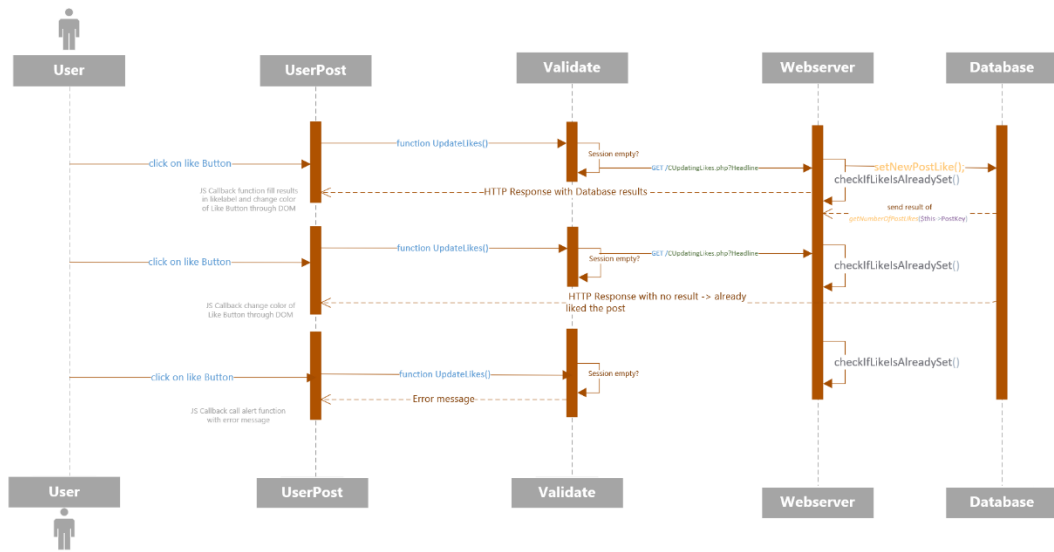 User
UserPost
Validate
Webserver
Database
function UpdateLikes()
Session empty?
click on like Button
GET /CUpdatingLikes.php?Headline
setNewPostLike();
checkIfLikeIsAlreadySet()
JS Callback function fill results
in likelabel and change color
of Like Button through DOM
HTTP Response with Database results
send result of
getNumberOfPostLikes($this->PostKey)
function UpdateLikes()
Session empty?
click on like Button
GET /CUpdatingLikes.php?Headline
checkIfLikeIsAlreadySet()
JS Callback change color of
Like Button through DOM
HTTP Response with no result -> already
liked the post
checkIfLikeIsAlreadySet()
click on like Button
function UpdateLikes()
Session empty?
JS Callback call alert function
with error message
Error message
User
UserPost
Validate
Webserver
Database